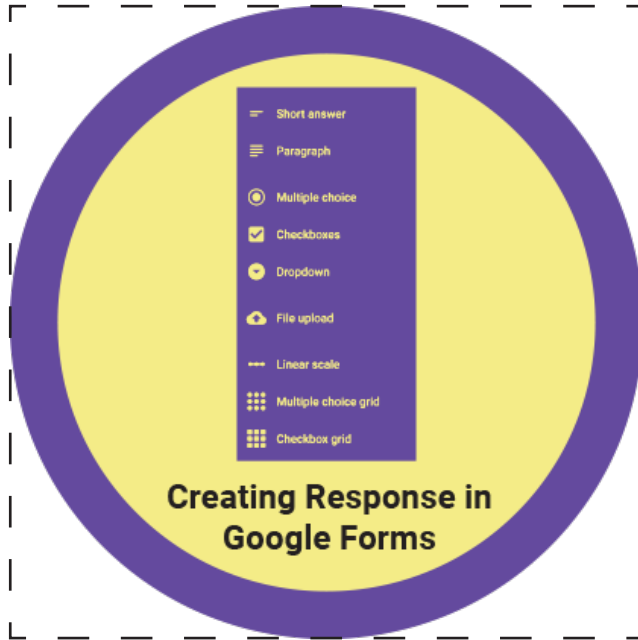 Short answer
Paragraph
Multiple choice
Checkboxes
Dropdown
File upload
Linear scale
Multiple choice grid
Checkbox grid
Creating Response in
Google Forms